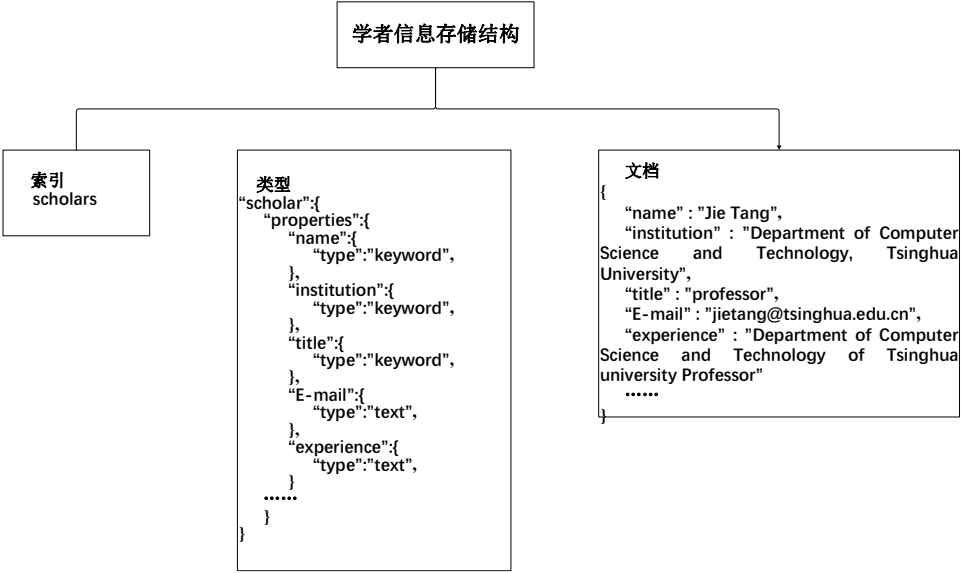 学者信息存储结构
索引
scholars
类型
“scholar”:{
“properties”:{
“name”:{
“type”:”keyword”,
},
“institution”:{
“type”:”keyword”,
},
“title”:{
“type”:”keyword”,
},
“E-mail”:{
“type”:”text”,
},
“experience”:{
“type”:”text”,
}
……
}
}
文档
{
“name” : ”Jie Tang”,
“institution” : ”Department of Computer
Science and Technology, Tsinghua
University”,
“title” : ”professor”,
“E-mail” : ”jietang@tsinghua.edu.cn”,
“experience” : ”Department of Computer
Science and Technology of Tsinghua
university Professor”
……
}